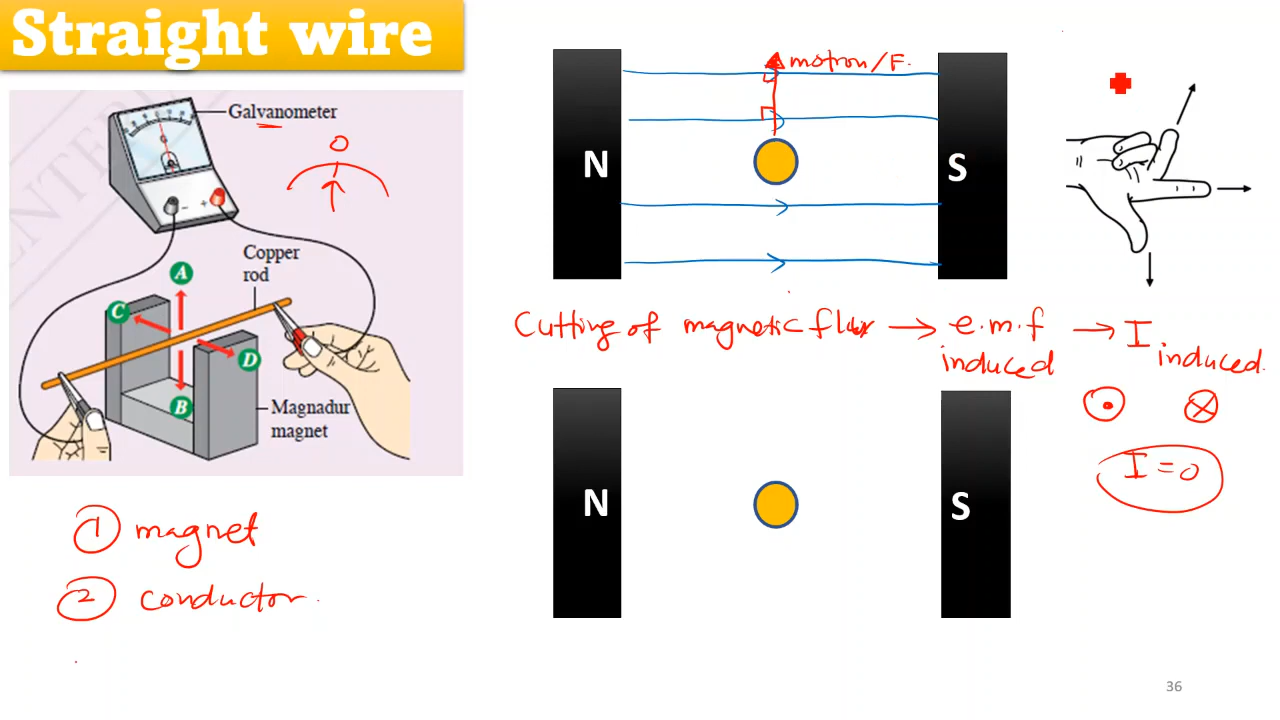 Straight wire
Galvanometer
O
- +
Copper
rod
A
C
D
B
Magnadur
magnet
① magnet
② conductor.
motion/F.
N
S
Cutting of magnetic flux → e.m.f → I
induced
induced.
I = 0
N
S
36